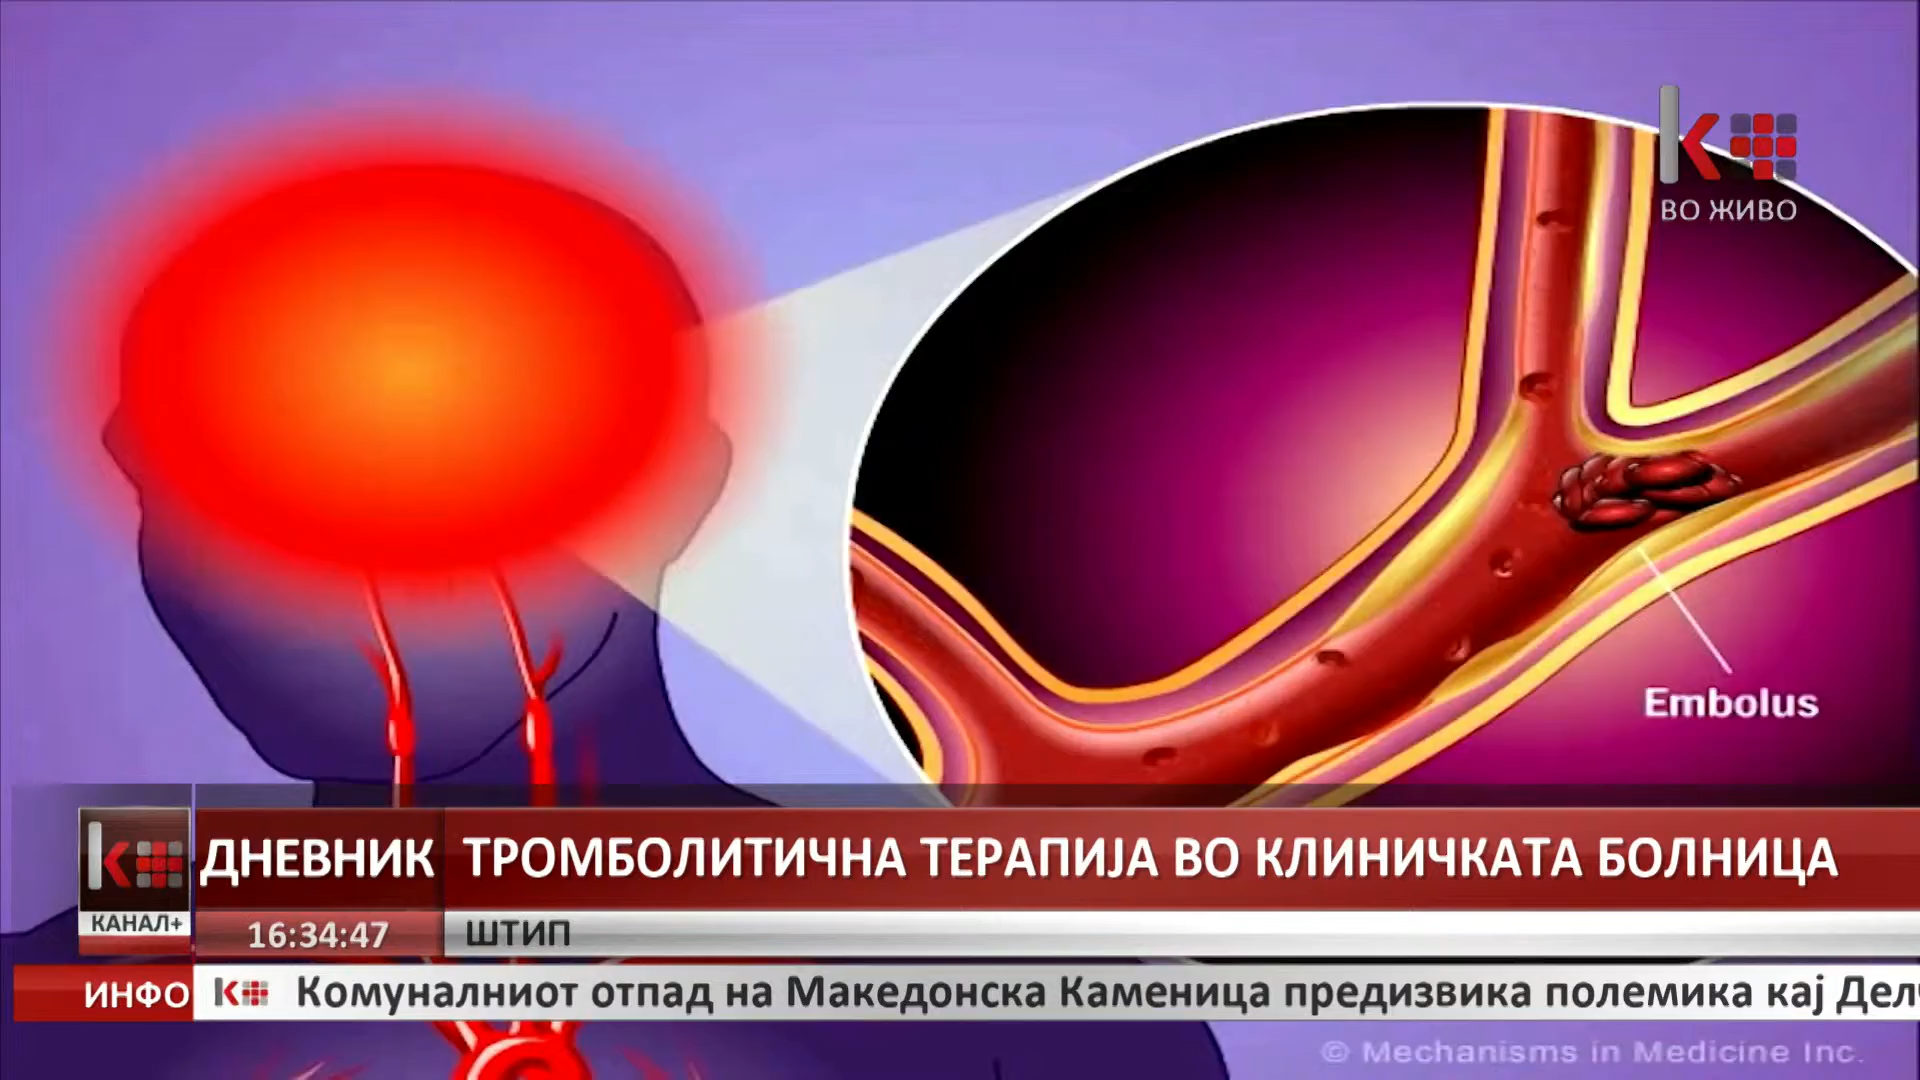 ВО ЖИВО
Embolus
ДНЕВНИК
ТРОМБОЛИТИЧНА ТЕРАПИЈА ВО КЛИНИЧКАТА БОЛНИЦА
КАНАЛ+
16:34:47
ШТИП
ИНФО
Комуналниот отпад на Македонска Каменица предизвика полемика кај
© Mechanisms in Medicine Inc.